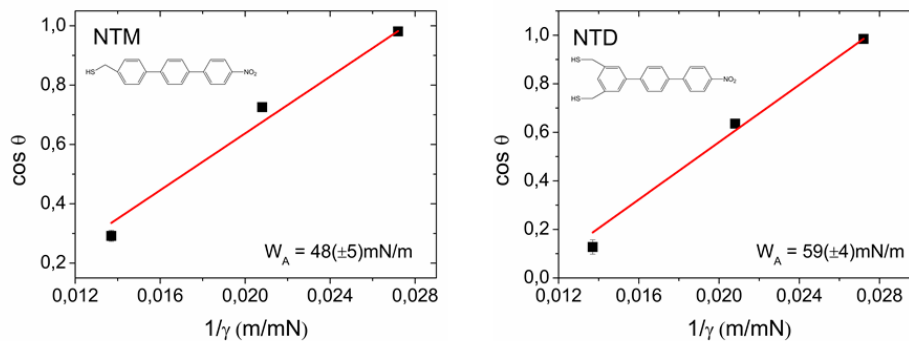 NTM
HS
NO₂
cos θ
1,0
0,8
0,6
0,4
0,2
W_A = 48(±5)mN/m
0,012 0,016 0,020 0,024 0,028
1/γ (m/mN)
NTD
HS
HS
NO₂
cos θ
1,0
0,8
0,6
0,4
0,2
0,0
W_A = 59(±4)mN/m
0,012 0,016 0,020 0,024 0,028
1/γ (m/mN)